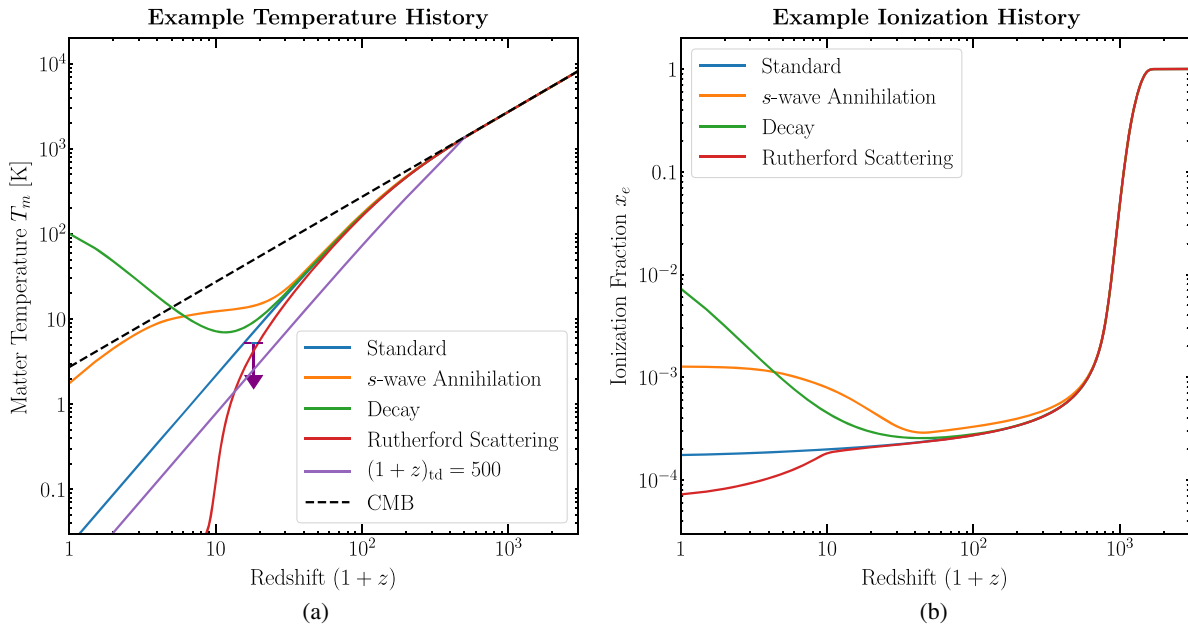 Example Temperature History
Matter Temperature T_m [K]
10^4
10^3
10^2
10
1
0.1
Standard
s-wave Annihilation
Decay
Rutherford Scattering
(1 + z)_td = 500
CMB
1
10
10^2
10^3
Redshift (1 + z)
(a)
Example Ionization History
Ionization Fraction x_e
1
0.1
10^−2
10^−3
10^−4
Standard
s-wave Annihilation
Decay
Rutherford Scattering
1
10
10^2
10^3
Redshift (1 + z)
(b)